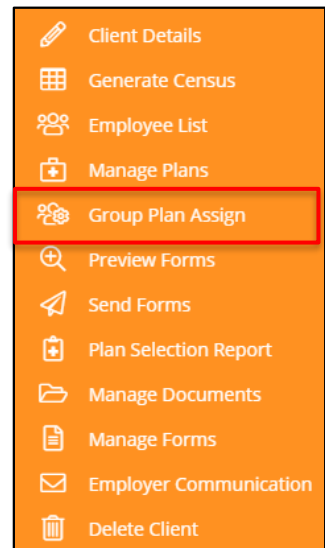 Client Details
Generate Census
Employee List
Manage Plans
Group Plan Assign
Preview Forms
Send Forms
Plan Selection Report
Manage Documents
Manage Forms
Employer Communication
Delete Client